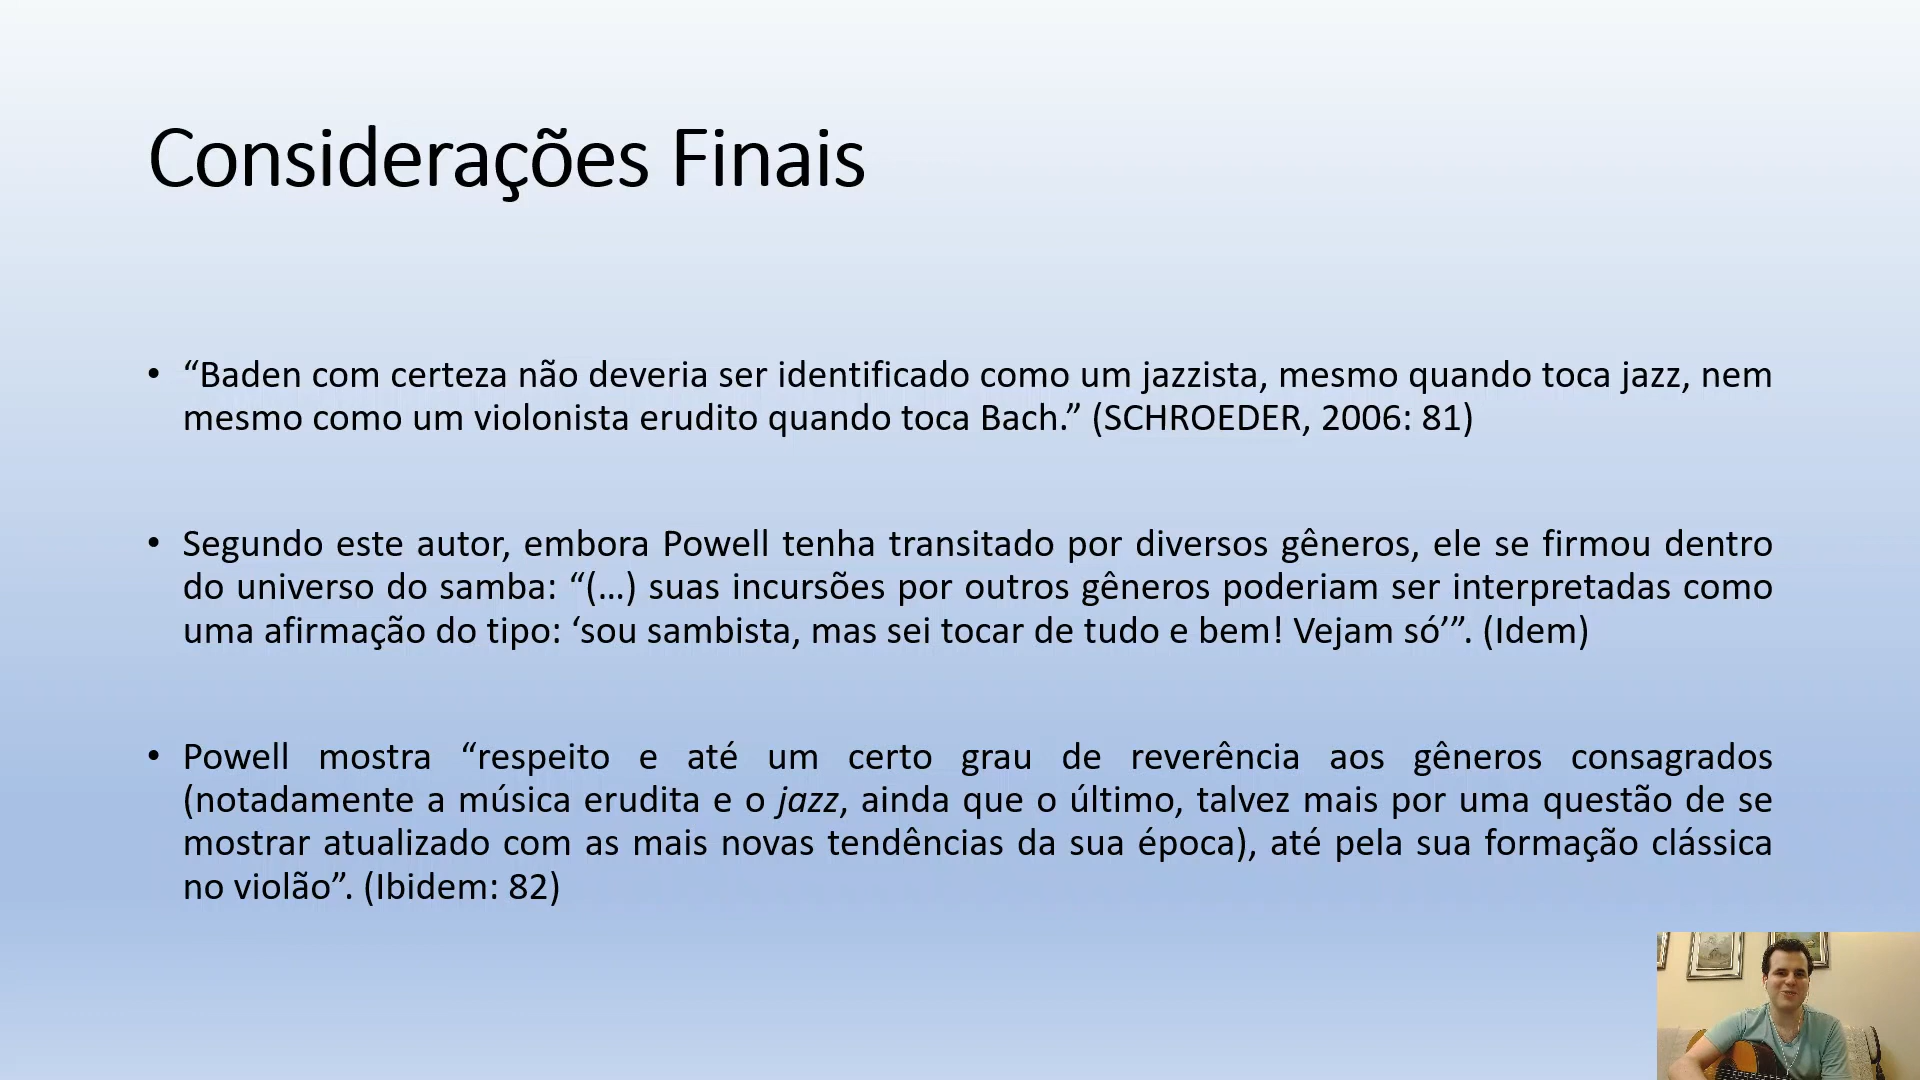 Considerações Finais
• “Baden com certeza não deveria ser identificado como um jazzista, mesmo quando toca jazz, nem
mesmo como um violonista erudito quando toca Bach.” (SCHROEDER, 2006: 81)
• Segundo este autor, embora Powell tenha transitado por diversos gêneros, ele se firmou dentro
do universo do samba: “(…) suas incursões por outros gêneros poderiam ser interpretadas como
uma afirmação do tipo: ‘sou sambista, mas sei tocar de tudo e bem! Vejam só’”. (Idem)
• Powell mostra “respeito e até um certo grau de reverência aos gêneros consagrados
(notadamente a música erudita e o jazz, ainda que o último, talvez mais por uma questão de se
mostrar atualizado com as mais novas tendências da sua época), até pela sua formação clássica
no violão”. (Ibidem: 82)